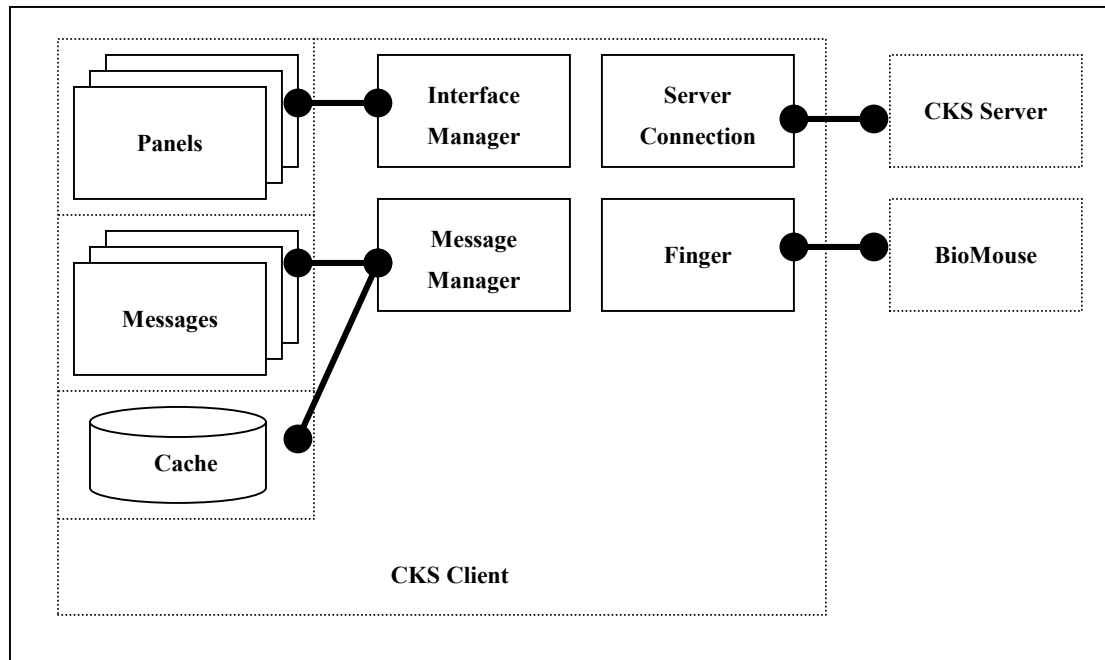 Panels
Interface
Manager
Server
Connection
CKS Server
Messages
Message
Manager
Finger
BioMouse
Cache
CKS Client